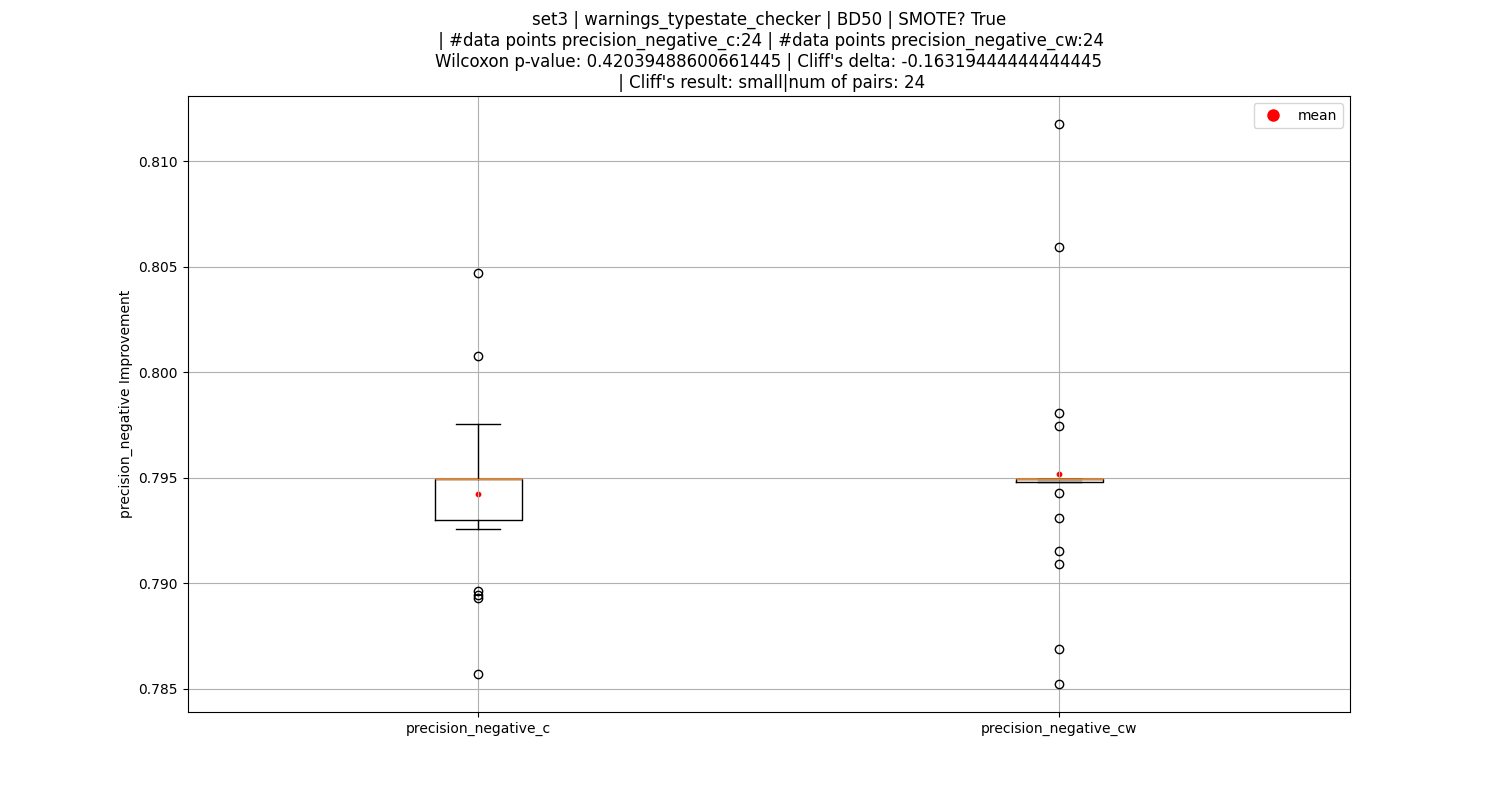 set3 | warnings_typestate_checker | BD50 | SMOTE? True
| #data points precision_negative_c:24 | #data points precision_negative_cw:24
Wilcoxon p-value: 0.42039488600661445 | Cliff's delta: -0.16319444444444445
| Cliff's result: small|num of pairs: 24
mean
0.810
0.805
0.800
0.795
0.790
0.785
precision_negative Improvement
precision_negative_c
precision_negative_cw